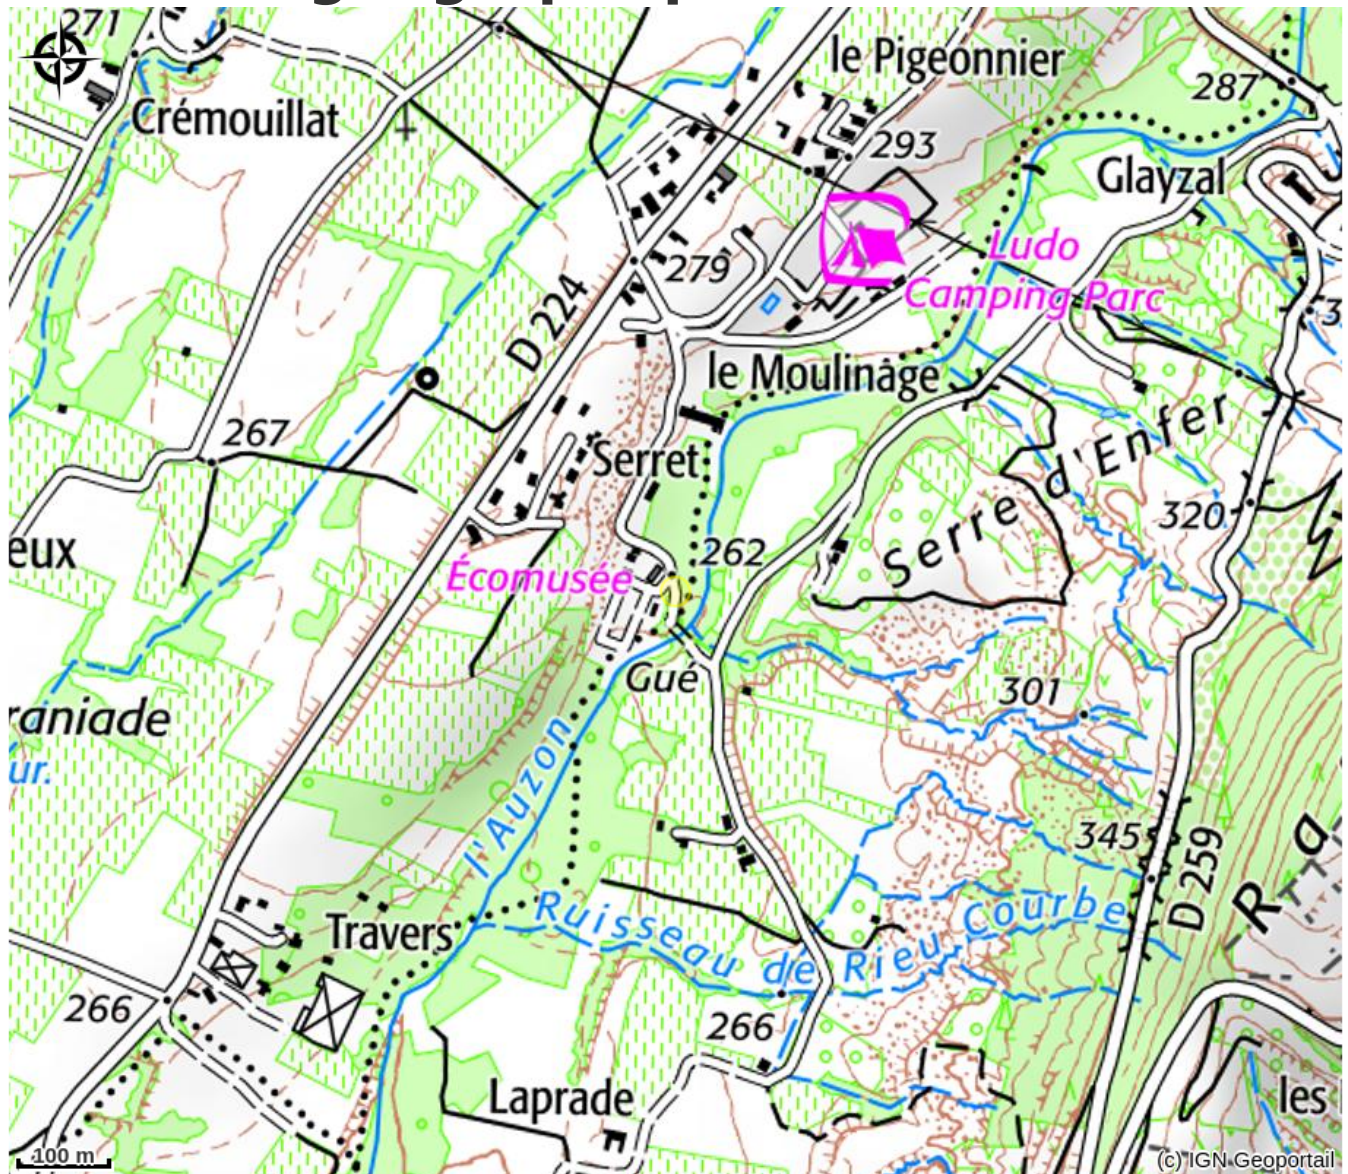 271
le Pigeonnier
287
Crémouillat
293
Glayzal
279
Ludo
Camping Parc
D 224
le Moulinage
267
Serret
Serre d'Enfer
320
eux
262
Écomusée
Gué
301
raniade
ur.
l'Auzon
345
D 259
Ruisseau de Rieu Courbe
Travers
266
266
Laprade
les
100 m
(c) IGN Geoportail